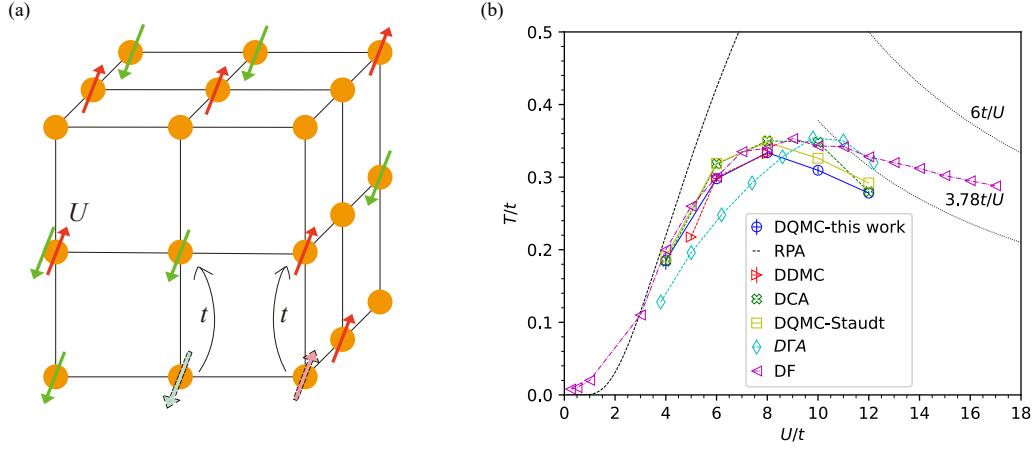 (a)
U
t
t
(b)
T/t
0.5
0.4
0.3
0.2
0.1
0.0
0
2
4
6
8
10
12
14
16
18
U/t
6t/U
3.78t/U
DQMC-this work
RPA
DDMC
DCA
DQMC-Staudt
DΓA
DF